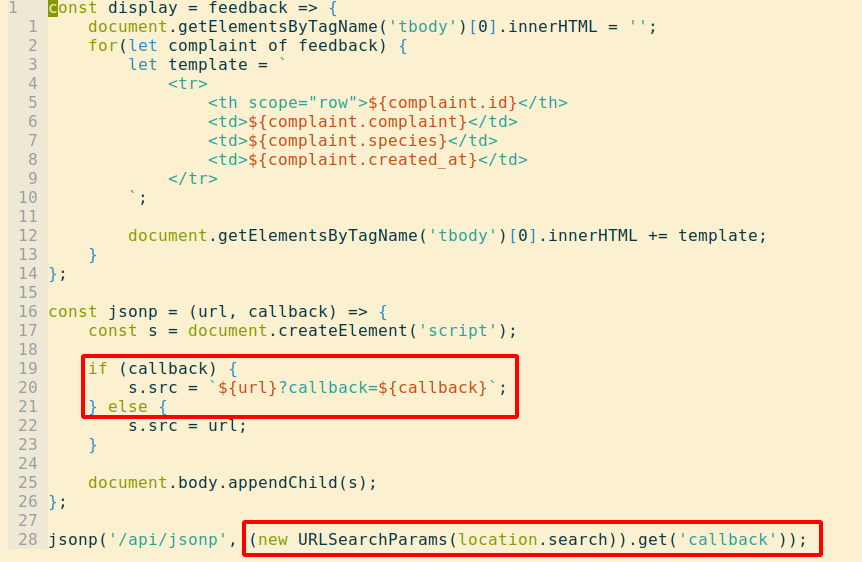 1 const display = feedback => {
1 document.getElementsByTagName('tbody')[0].innerHTML = '';
2 for(let complaint of feedback) {
3 let template = `
4 <tr>
5 <th scope="row">${complaint.id}</th>
6 <td>${complaint.complaint}</td>
7 <td>${complaint.species}</td>
8 <td>${complaint.created_at}</td>
9 </tr>
10 `;
11
12 document.getElementsByTagName('tbody')[0].innerHTML += template;
13 }
14 };
15
16 const jsonp = (url, callback) => {
17 const s = document.createElement('script');
18
19 if (callback) {
20 s.src = `${url}?callback=${callback}`;
21 } else {
22 s.src = url;
23 }
24
25 document.body.appendChild(s);
26 };
27
28 jsonp('/api/jsonp', (new URLSearchParams(location.search)).get('callback'));